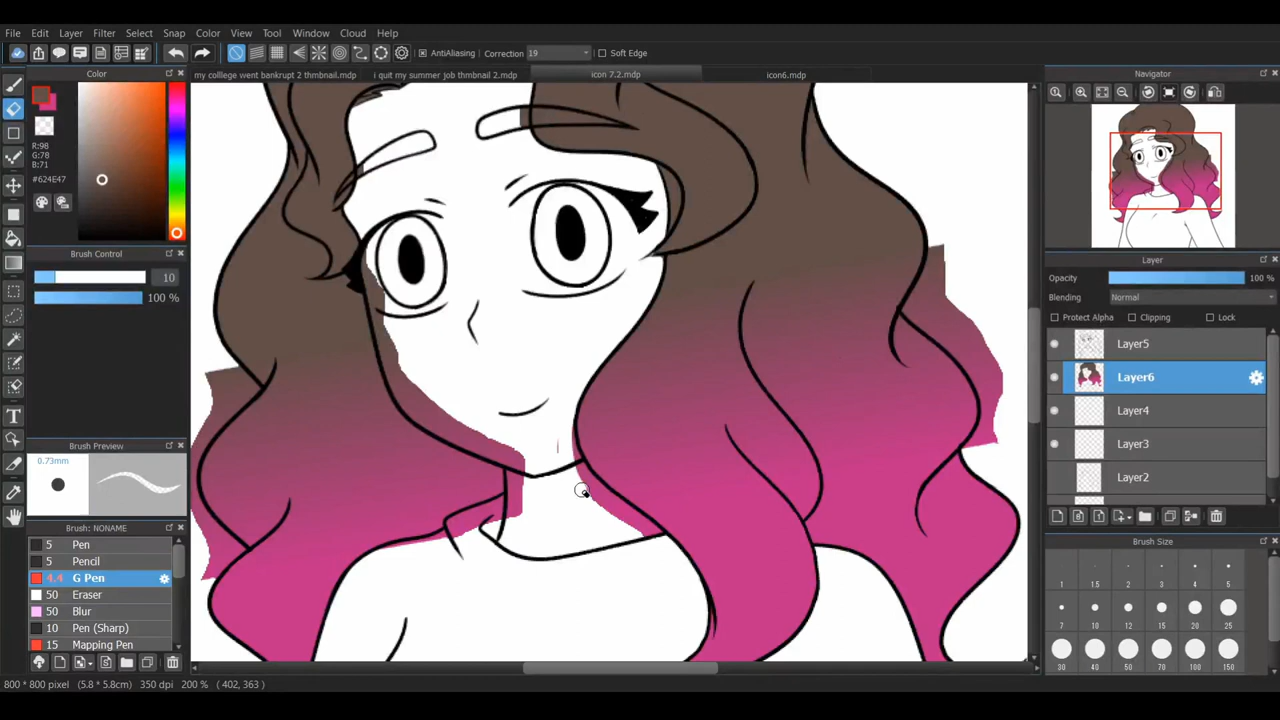 File Edit Layer Filter Select Snap Color View Tool Window Cloud Help
AntiAliasing Correction 19 Soft Edge
Color
my colllege went bankrupt 2 thmbnail.mdp
i quit my summer job thmbnail 2.mdp
icon 7.2.mdp
icon6.mdp
Navigator
R:98
G:78
B:71
#624E47
Brush Control
10
100 %
Layer
Opacity 100 %
Blending Normal
Protect Alpha Clipping Lock
Layer5
Layer6
Layer4
Layer3
Layer2
Brush Preview
0.73mm
Brush: NONAME
5 Pen
5 Pencil
4.4 G Pen
50 Eraser
50 Blur
10 Pen (Sharp)
15 Mapping Pen
Brush Size
1 1.5 2 3 4 5
7 10 12 15 20 25
30 40 50 70 100 150
800 * 800 pixel (5.8 * 5.8cm) 350 dpi 200 % ( 402, 363 )